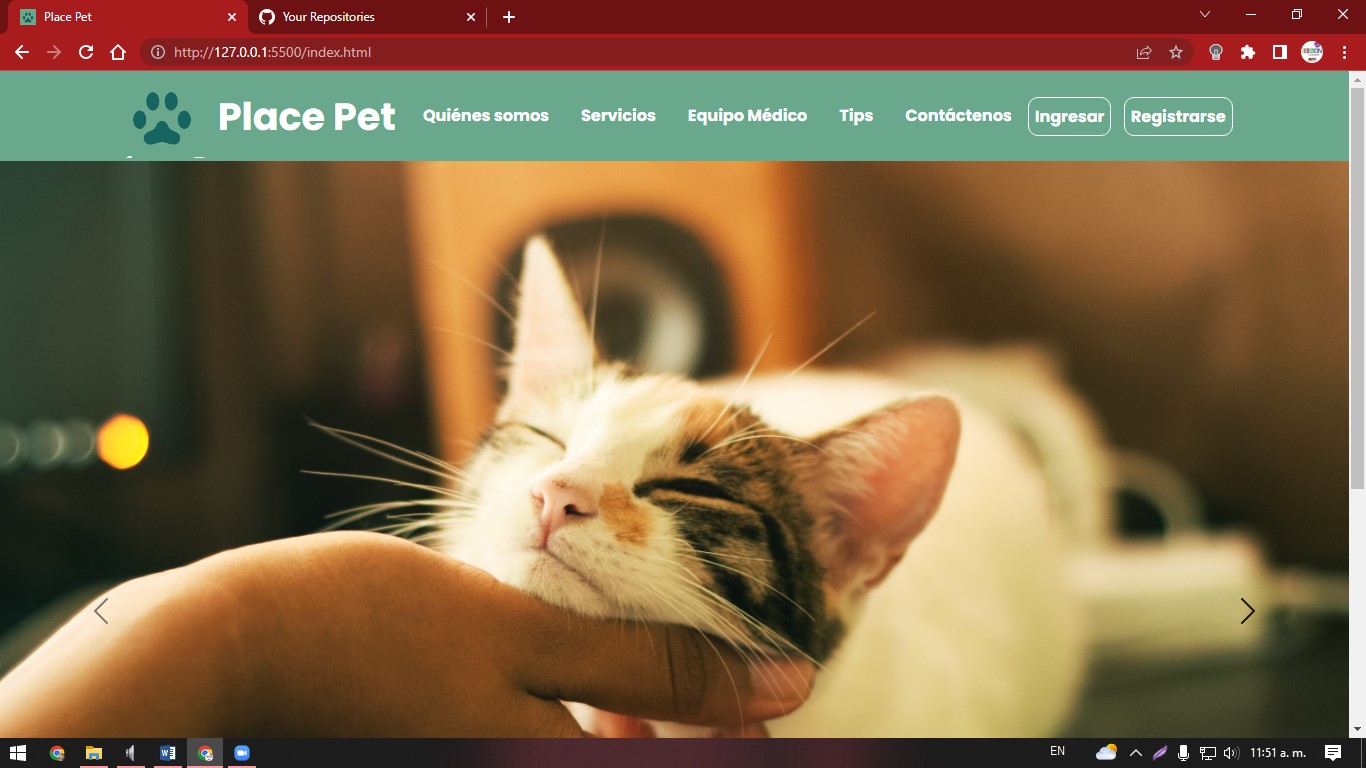 Place Pet
Your Repositories
http://127.0.0.1:5500/index.html
Place Pet Quiénes somos Servicios Equipo Médico Tips Contáctenos Ingresar Registrarse
EN
11:51 a. m.